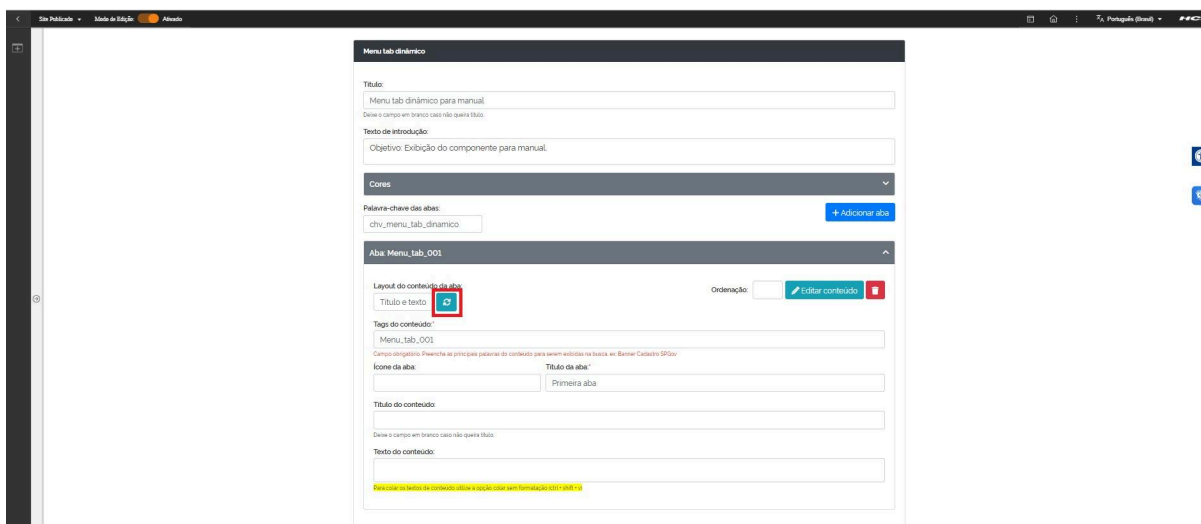 Site Publicado Modo de Edição: Ativado Português (Brasil) HCL
Menu tab dinâmico
Título:
Menu tab dinâmico para manual
Deixe o campo em branco caso não queira título.
Texto de introdução:
Objetivo: Exibição do componente para manual.
Cores
Palavra-chave das abas:
+ Adicionar aba
chv_menu_tab_dinamico
Aba: Menu_tab_001
Layout do conteúdo da aba:
Ordenação: Editar conteúdo
Título e texto
Tags do conteúdo:*
Menu_tab_001
Campo obrigatório. Preencha as principais palavras do conteúdo para serem exibidas na busca. ex: Banner Cadastro SPGov
Ícone da aba: Título da aba:*
Primeira aba
Título do conteúdo:
Deixe o campo em branco caso não queira título.
Texto do conteúdo:
Para colar os textos de conteúdo utilize a opção colar sem formatação (ctrl + shift + v)